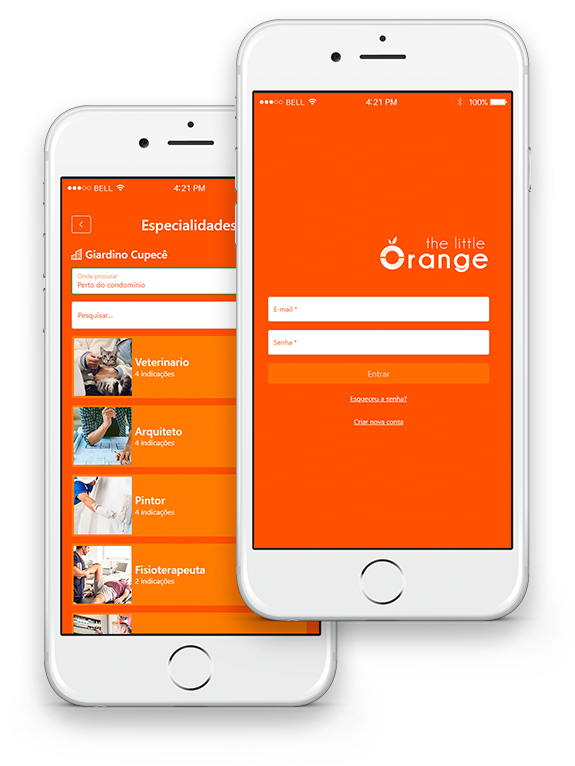 BELL
4:21 PM
Especialidades
Giardino Cupecê
Onde procurar
Perto do condomínio
Pesquisar...
Veterinario
4 indicações
Arquiteto
4 indicações
Pintor
4 indicações
Fisioterapeuta
2 indicações
BELL
4:21 PM
100%
the little
Orange
E-mail *
Senha *
Entrar
Esqueceu a senha?
Criar nova conta